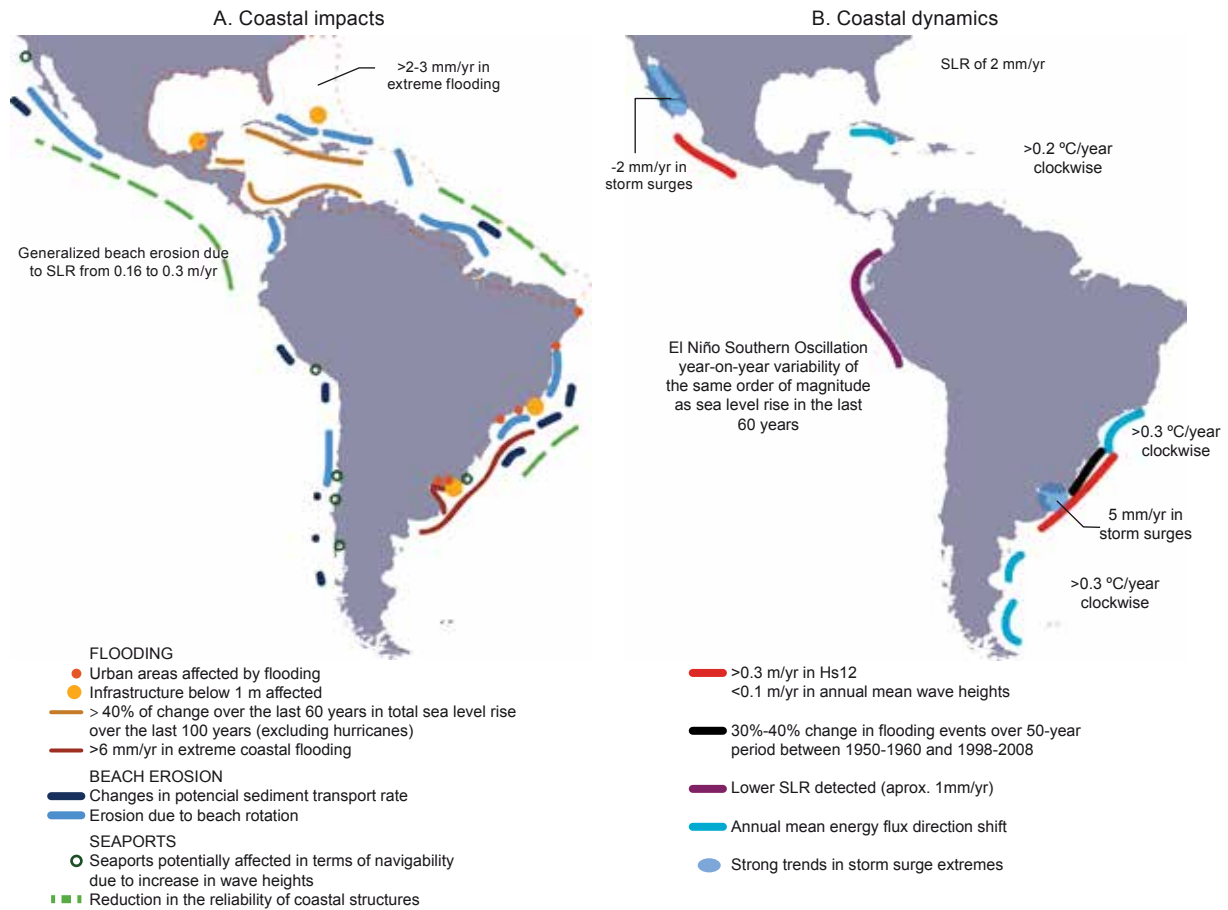 A. Coastal impacts
>2-3 mm/yr in
extreme flooding
Generalized beach erosion due
to SLR from 0.16 to 0.3 m/yr
FLOODING
Urban areas affected by flooding
Infrastructure below 1 m affected
> 40% of change over the last 60 years in total sea level rise
over the last 100 years (excluding hurricanes)
>6 mm/yr in extreme coastal flooding
BEACH EROSION
Changes in potencial sediment transport rate
Erosion due to beach rotation
SEAPORTS
Seaports potentially affected in terms of navigability
due to increase in wave heights
Reduction in the reliability of coastal structures
B. Coastal dynamics
SLR of 2 mm/yr
-2 mm/yr in
storm surges
>0.2 ºC/year
clockwise
El Niño Southern Oscillation
year-on-year variability of
the same order of magnitude
as sea level rise in the last
60 years
>0.3 ºC/year
clockwise
5 mm/yr in
storm surges
>0.3 ºC/year
clockwise
>0.3 m/yr in Hs12
<0.1 m/yr in annual mean wave heights
30%-40% change in flooding events over 50-year
period between 1950-1960 and 1998-2008
Lower SLR detected (aprox. 1mm/yr)
Annual mean energy flux direction shift
Strong trends in storm surge extremes